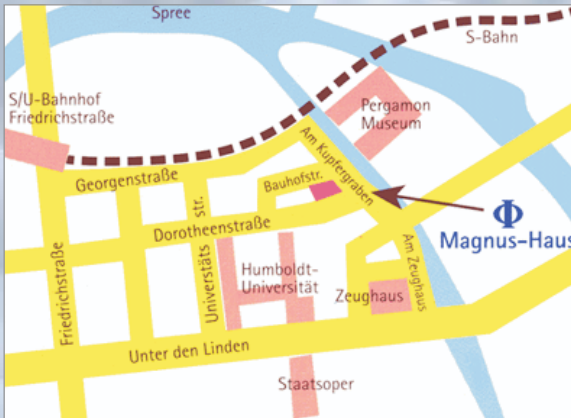 Spree
S-Bahn
S/U-Bahnhof
Friedrichstraße
Pergamon
Museum
Am Kupfergraben
Georgenstraße
Bauhofstr.
Φ
Magnus-Haus
Universtäts
str.
Dorotheenstraße
Humboldt-
Universität
Am Zeughaus
Zeughaus
Friedrichstraße
Unter den Linden
Staatsoper